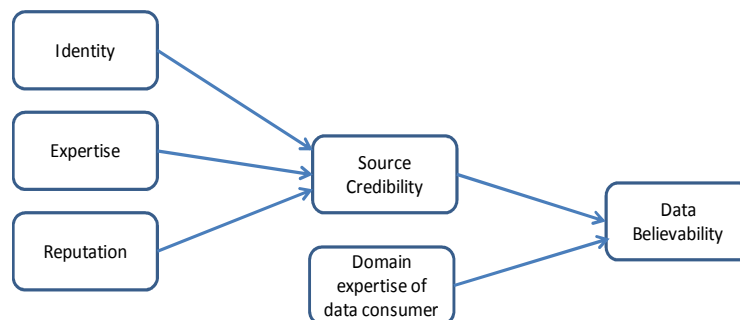 Identity
Expertise
Reputation
Source
Credibility
Domain
expertise of
data consumer
Data
Believability